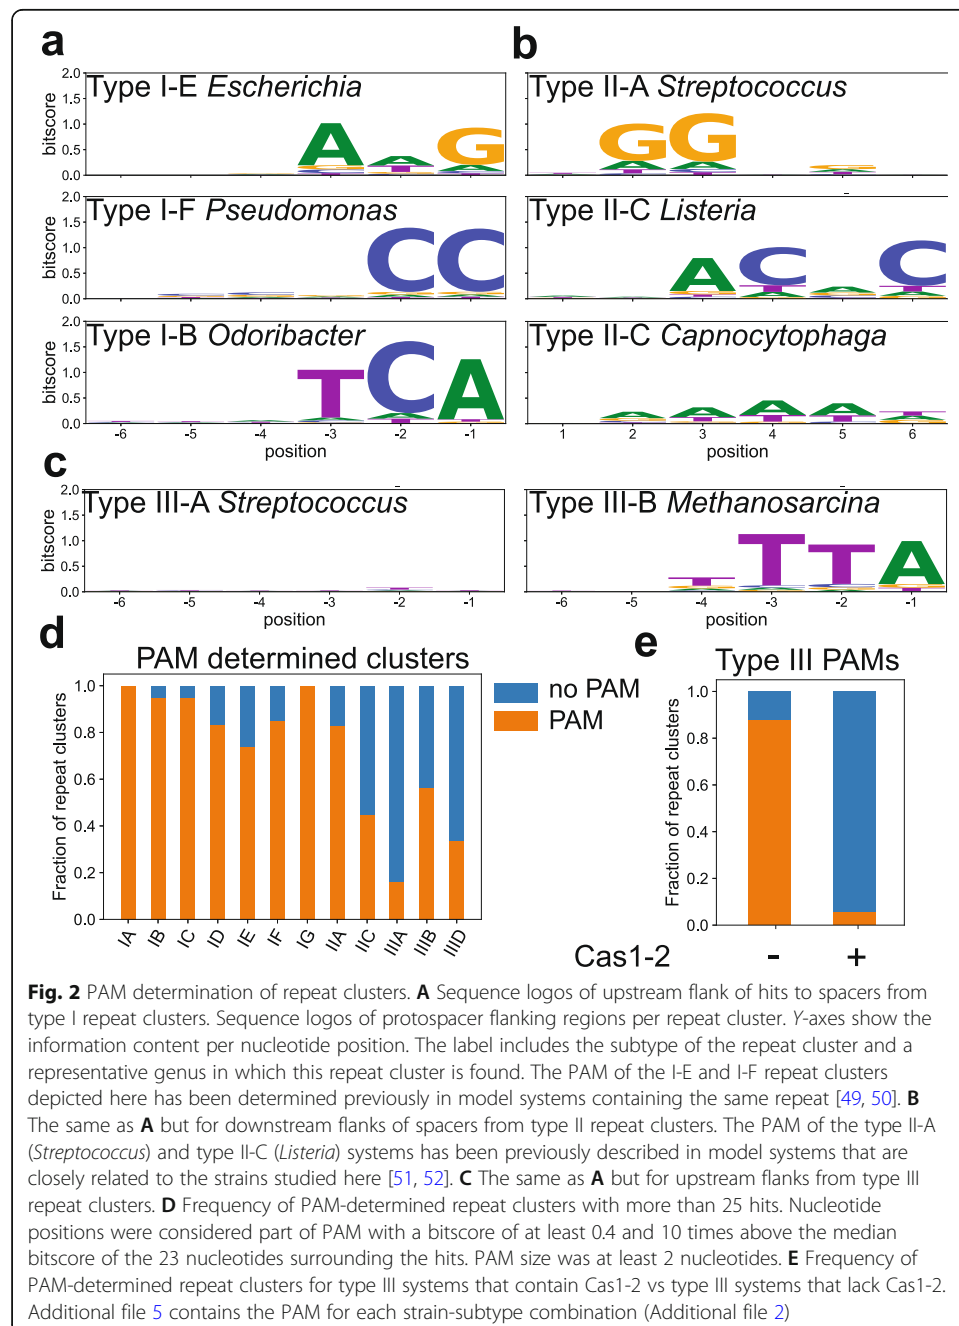 a
b
2.0
1.5
1.0
0.5
0.0
bitscore
Type I-E Escherichia
A A G
A T A
Type II-A Streptococcus
G G
A A
T
2.0
1.5
1.0
0.5
0.0
bitscore
Type I-F Pseudomonas
C C
Type II-C Listeria
A C A C
T T
A A
2.0
1.5
1.0
0.5
0.0
bitscore
Type I-B Odoribacter
T C A
Type II-C Capnocytophaga
A A A A T
-6 -5 -4 -3 -2 -1
position
1 2 3 4 5 6
position
c
2.0
1.5
1.0
0.5
0.0
bitscore
Type III-A Streptococcus
Type III-B Methanosarcina
T T T A
-6 -5 -4 -3 -2 -1
position
-6 -5 -4 -3 -2 -1
position
d
PAM determined clusters
1.0
0.8
0.6
0.4
0.2
0.0
Fraction of repeat clusters
IA IB IC ID IE IF IG IIA IIC IIIA IIIB IIID
no PAM
PAM
e
Type III PAMs
1.0
0.8
0.6
0.4
0.2
0.0
Fraction of repeat clusters
Cas1-2 - +
Fig. 2 PAM determination of repeat clusters. A Sequence logos of upstream flank of hits to spacers from
type I repeat clusters. Sequence logos of protospacer flanking regions per repeat cluster. Y-axes show the
information content per nucleotide position. The label includes the subtype of the repeat cluster and a
representative genus in which this repeat cluster is found. The PAM of the I-E and I-F repeat clusters
depicted here has been determined previously in model systems containing the same repeat [49, 50]. B
The same as A but for downstream flanks of spacers from type II repeat clusters. The PAM of the type II-A
(Streptococcus) and type II-C (Listeria) systems has been previously described in model systems that are
closely related to the strains studied here [51, 52]. C The same as A but for upstream flanks from type III
repeat clusters. D Frequency of PAM-determined repeat clusters with more than 25 hits. Nucleotide
positions were considered part of PAM with a bitscore of at least 0.4 and 10 times above the median
bitscore of the 23 nucleotides surrounding the hits. PAM size was at least 2 nucleotides. E Frequency of
PAM-determined repeat clusters for type III systems that contain Cas1-2 vs type III systems that lack Cas1-2.
Additional file 5 contains the PAM for each strain-subtype combination (Additional file 2)